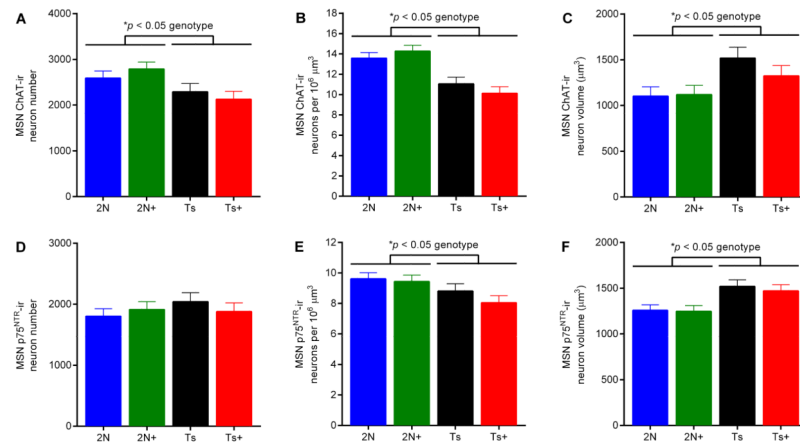 A
*p < 0.05 genotype
MSN ChAT-ir
neuron number
4000
3000
2000
1000
0
2N 2N+ Ts Ts+
B
*p < 0.05 genotype
MSN ChAT-ir
neurons per 10⁶ μm³
16
14
12
10
8
6
4
2
0
2N 2N+ Ts Ts+
C
*p < 0.05 genotype
MSN ChAT-ir
neuron volume (μm³)
2000
1500
1000
500
0
2N 2N+ Ts Ts+
D
MSN p75ᴺᵀᴿ-ir
neuron number
3000
2000
1000
0
2N 2N+ Ts Ts+
E
*p < 0.05 genotype
MSN p75ᴺᵀᴿ-ir
neurons per 10⁶ μm³
12
10
8
6
4
2
0
2N 2N+ Ts Ts+
F
*p < 0.05 genotype
MSN p75ᴺᵀᴿ-ir
neuron volume (μm³)
2000
1500
1000
500
0
2N 2N+ Ts Ts+